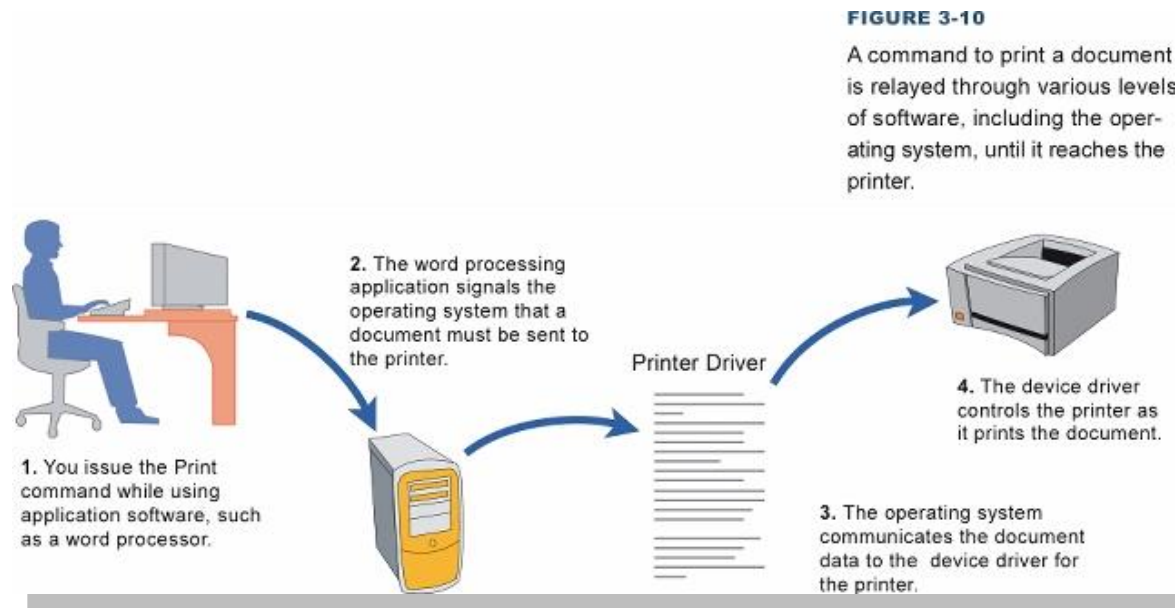 FIGURE 3-10
A command to print a document
is relayed through various levels
of software, including the oper-
ating system, until it reaches the
printer.
1. You issue the Print
command while using
application software, such
as a word processor.
2. The word processing
application signals the
operating system that a
document must be sent to
the printer.
Printer Driver
3. The operating system
communicates the document
data to the device driver for
the printer.
4. The device driver
controls the printer as
it prints the document.